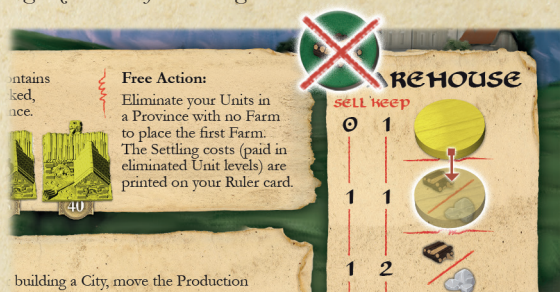 ontains
ked,
nce.
40
Free Action:
Eliminate your Units in
a Province with no Farm
to place the first Farm.
The Settling costs (paid in
eliminated Unit levels) are
printed on your Ruler card.
REHOUSE
SELL KEEP
0 1
1 1
1 2
building a City, move the Production